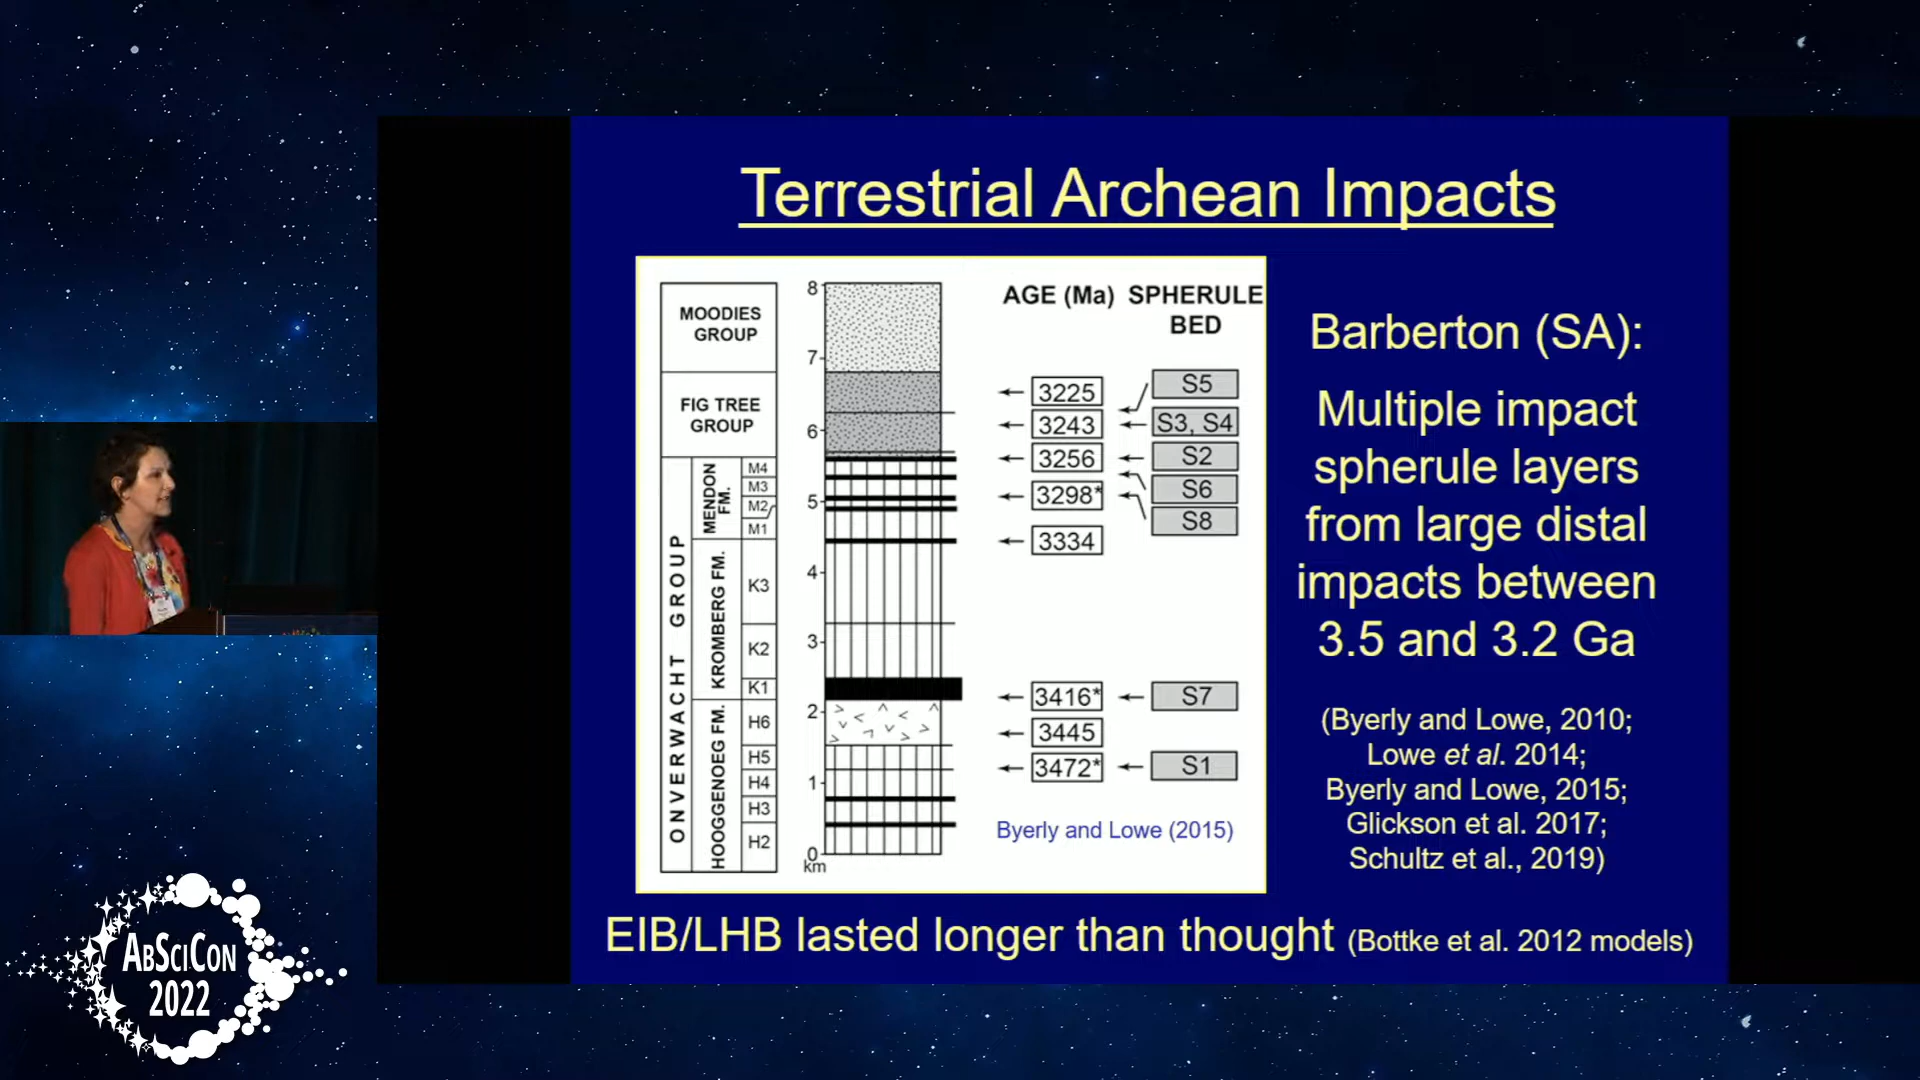 Terrestrial Archean Impacts
AGE (Ma) SPHERULE
BED
MOODIES
GROUP
FIG TREE
GROUP
ONVERWACHT GROUP
MENDON
FM.
KROMBERG FM.
HOOGGENOEG FM.
M4
M3
M2
M1
K3
K2
K1
H6
H5
H4
H3
H2
8
7
6
5
4
3
2
1
0
km
3225
3243
3256
3298*
3334
3416*
3445
3472*
S5
S3, S4
S2
S6
S8
S7
S1
Byerly and Lowe (2015)
Barberton (SA):
Multiple impact
spherule layers
from large distal
impacts between
3.5 and 3.2 Ga
(Byerly and Lowe, 2010;
Lowe et al. 2014;
Byerly and Lowe, 2015;
Glickson et al. 2017;
Schultz et al., 2019)
EIB/LHB lasted longer than thought (Bottke et al. 2012 models)
ABSCICON
2022